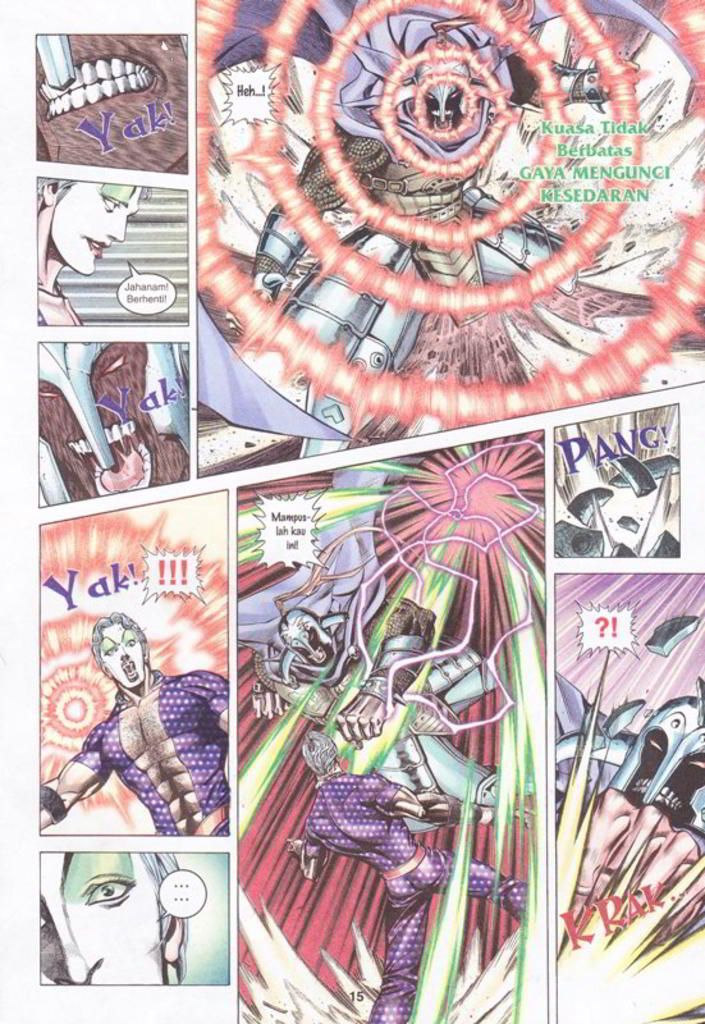 Yak!
Jahanam!
Berhenti!
Yak!
Heh...!
Kuasa Tidak
Berbatas
GAYA MENGUNCI
KESEDARAN
Yak!
!!!
...
...
Mampus-
lah kau
ini!
PANG!
?!
KRAK...
15